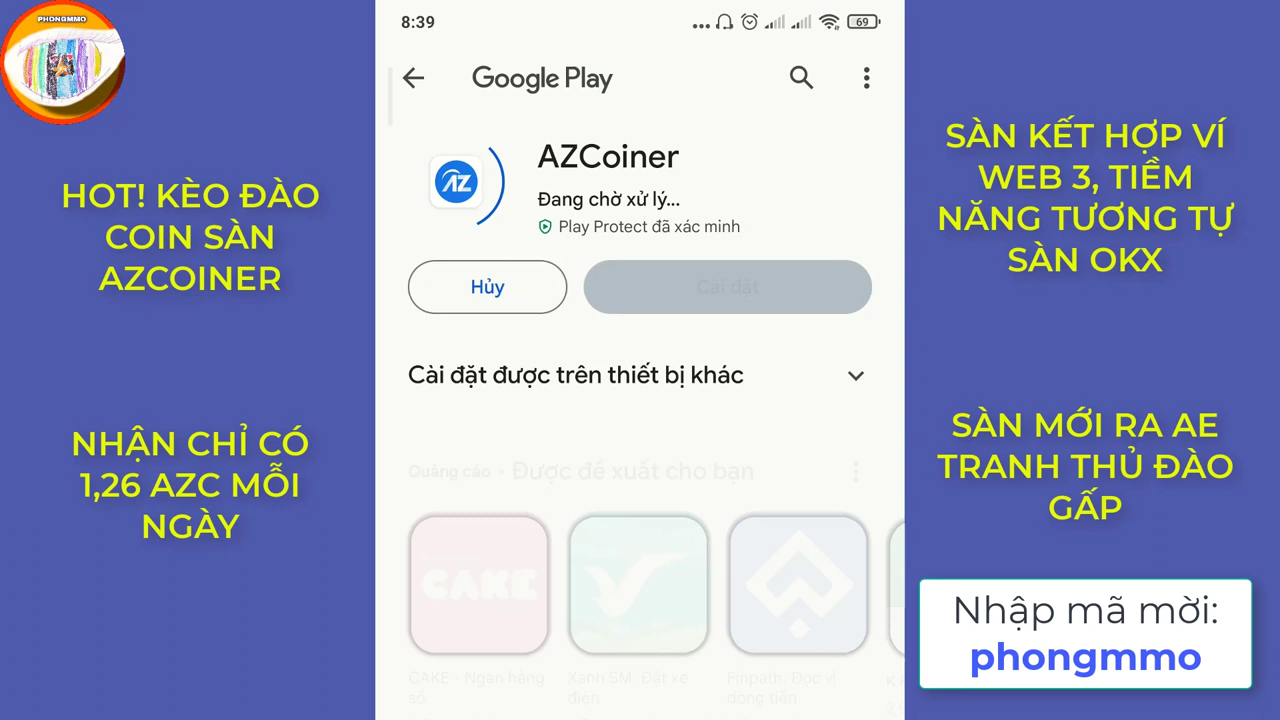 PHONGMMO
HOT! KÈO ĐÀO
COIN SÀN
AZCOINER
NHẬN CHỈ CÓ
1,26 AZC MỖI
NGÀY
8:39
69
Google Play
AZ
AZCoiner
Đang chờ xử lý...
Play Protect đã xác minh
Hủy
Cài đặt
Cài đặt được trên thiết bị khác
Quảng cáo • Được đề xuất cho bạn
CAKE
CAKE - Ngân hàng
số
Xanh SM. Đặt xe
điện
Fmpath. Đọc vị
dòng tiền
SÀN KẾT HỢP VÍ
WEB 3, TIỀM
NĂNG TƯƠNG TỰ
SÀN OKX
SÀN MỚI RA AE
TRANH THỦ ĐÀO
GẤP
Nhập mã mời:
phongmmo